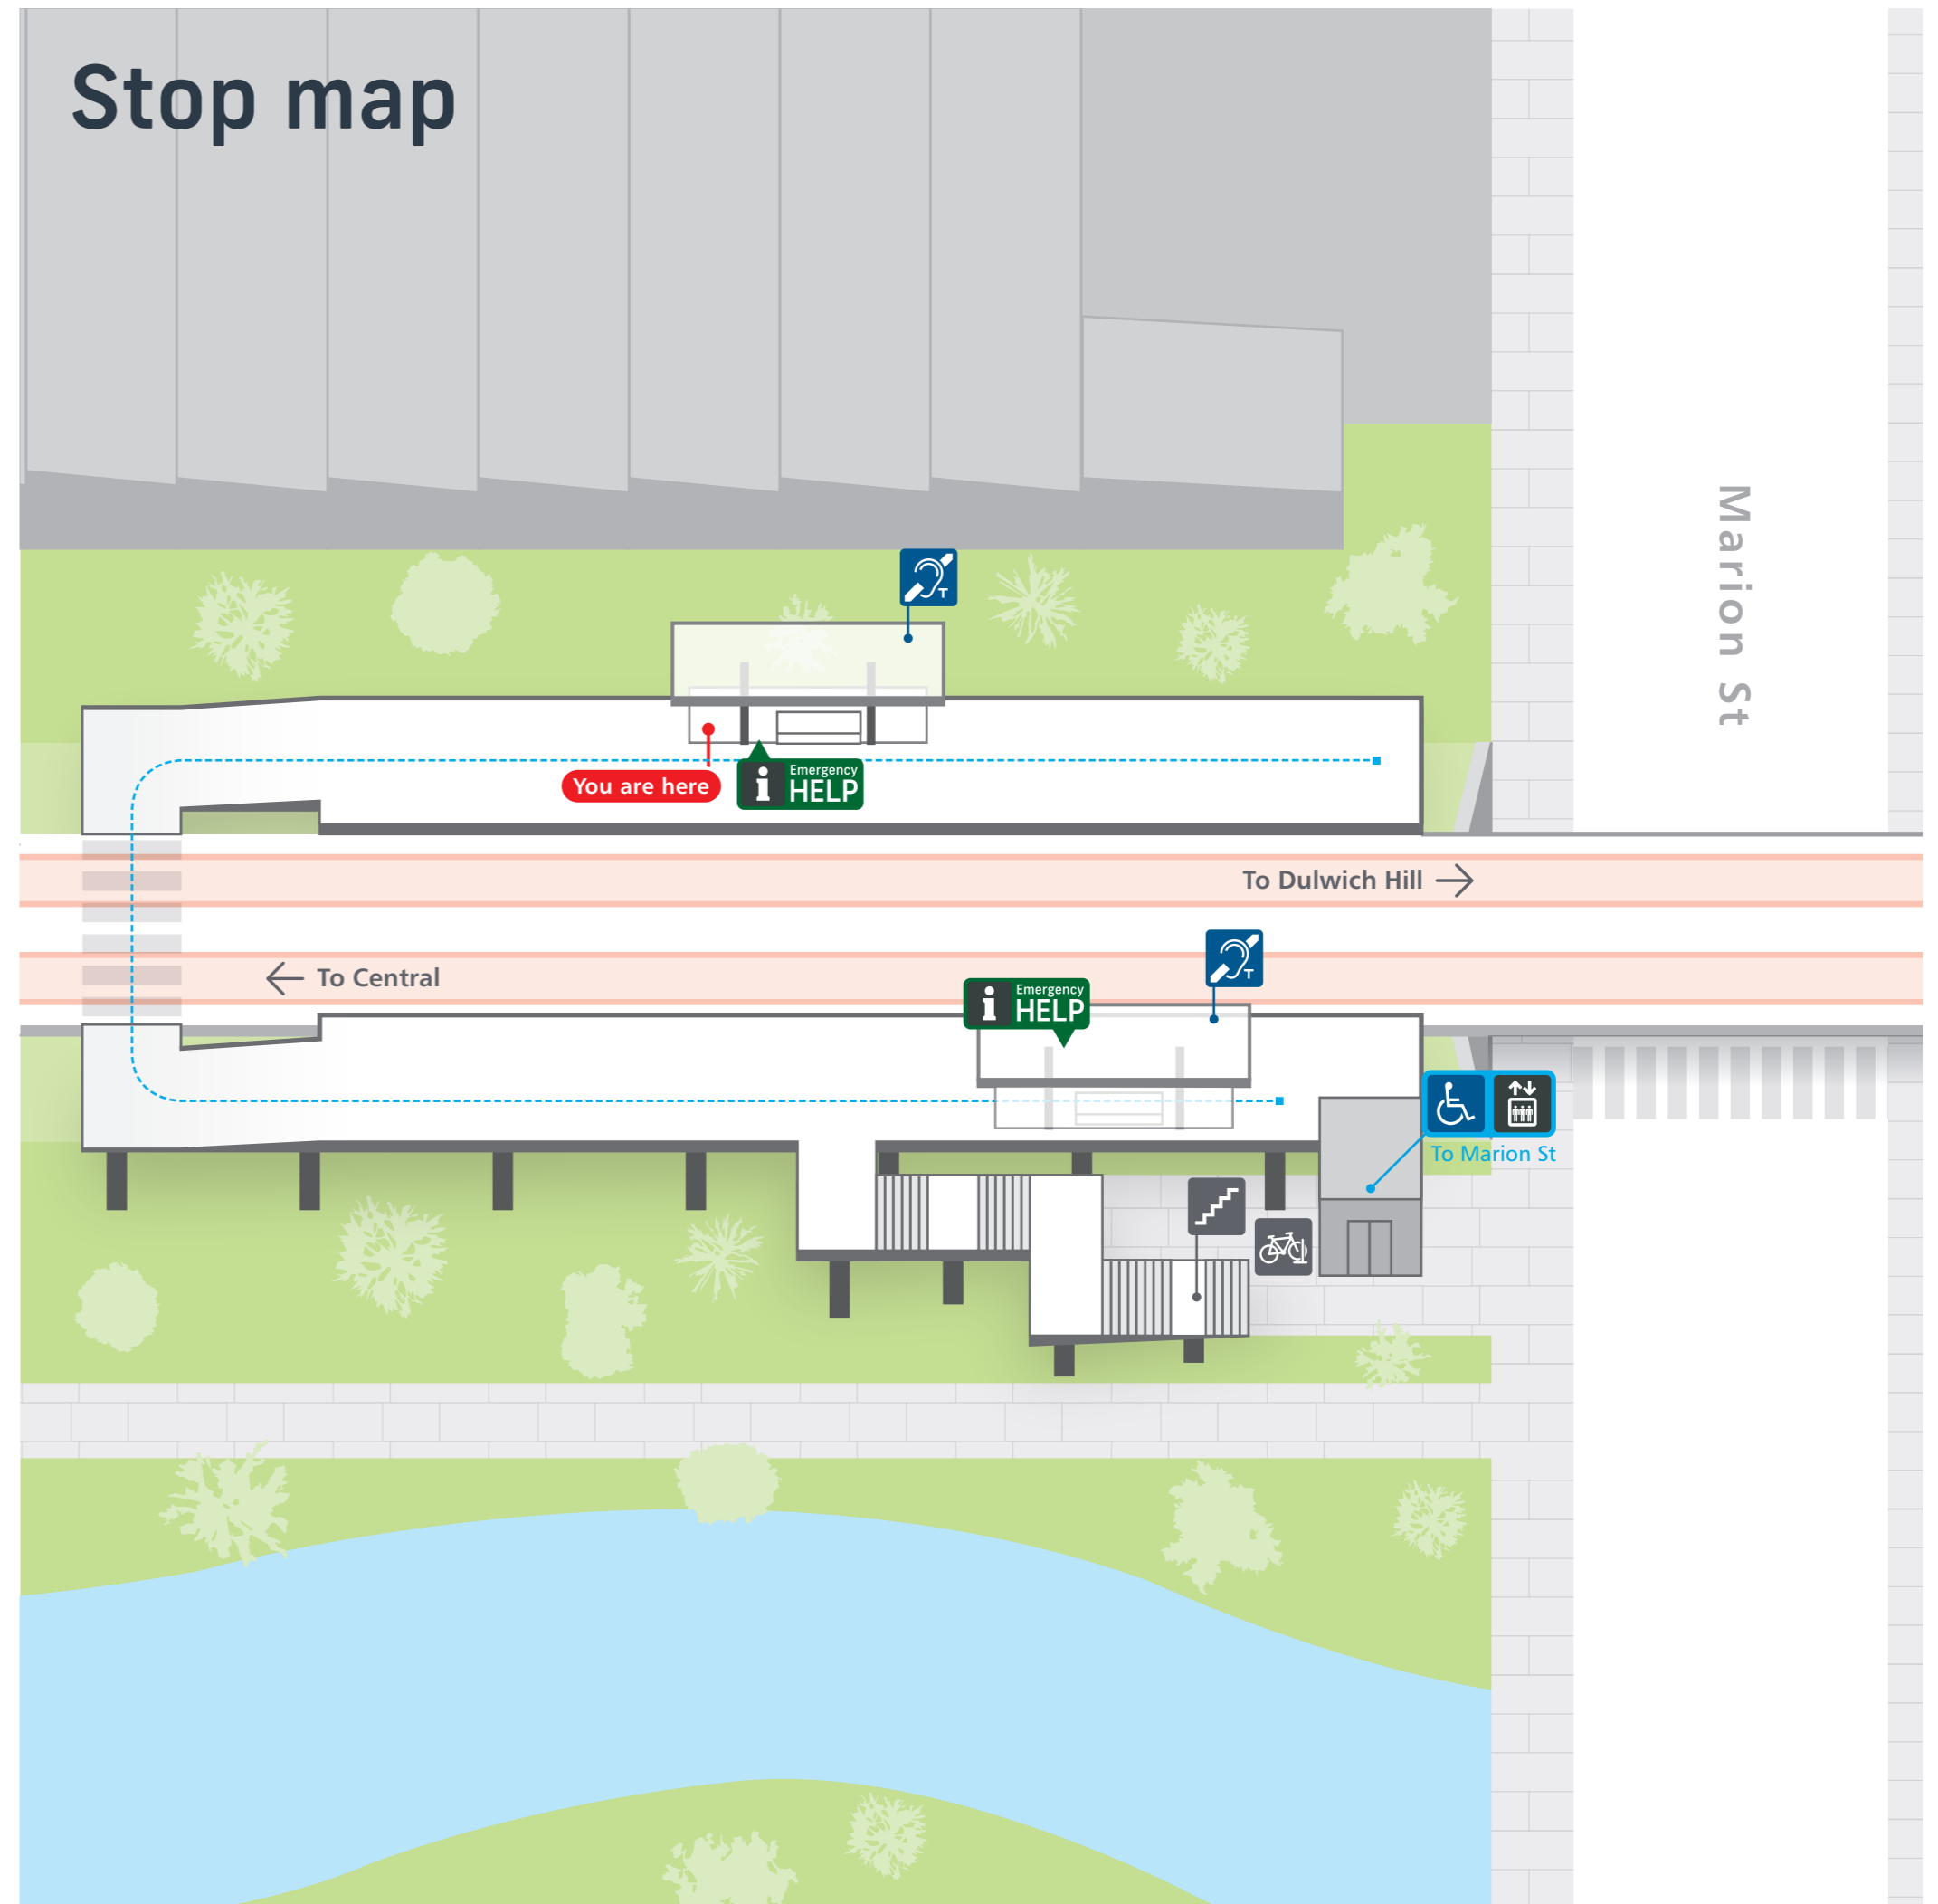 Stop map
Marion St
T
You are here
i Emergency
HELP
To Dulwich Hill
To Central
T
i Emergency
HELP
To Marion St